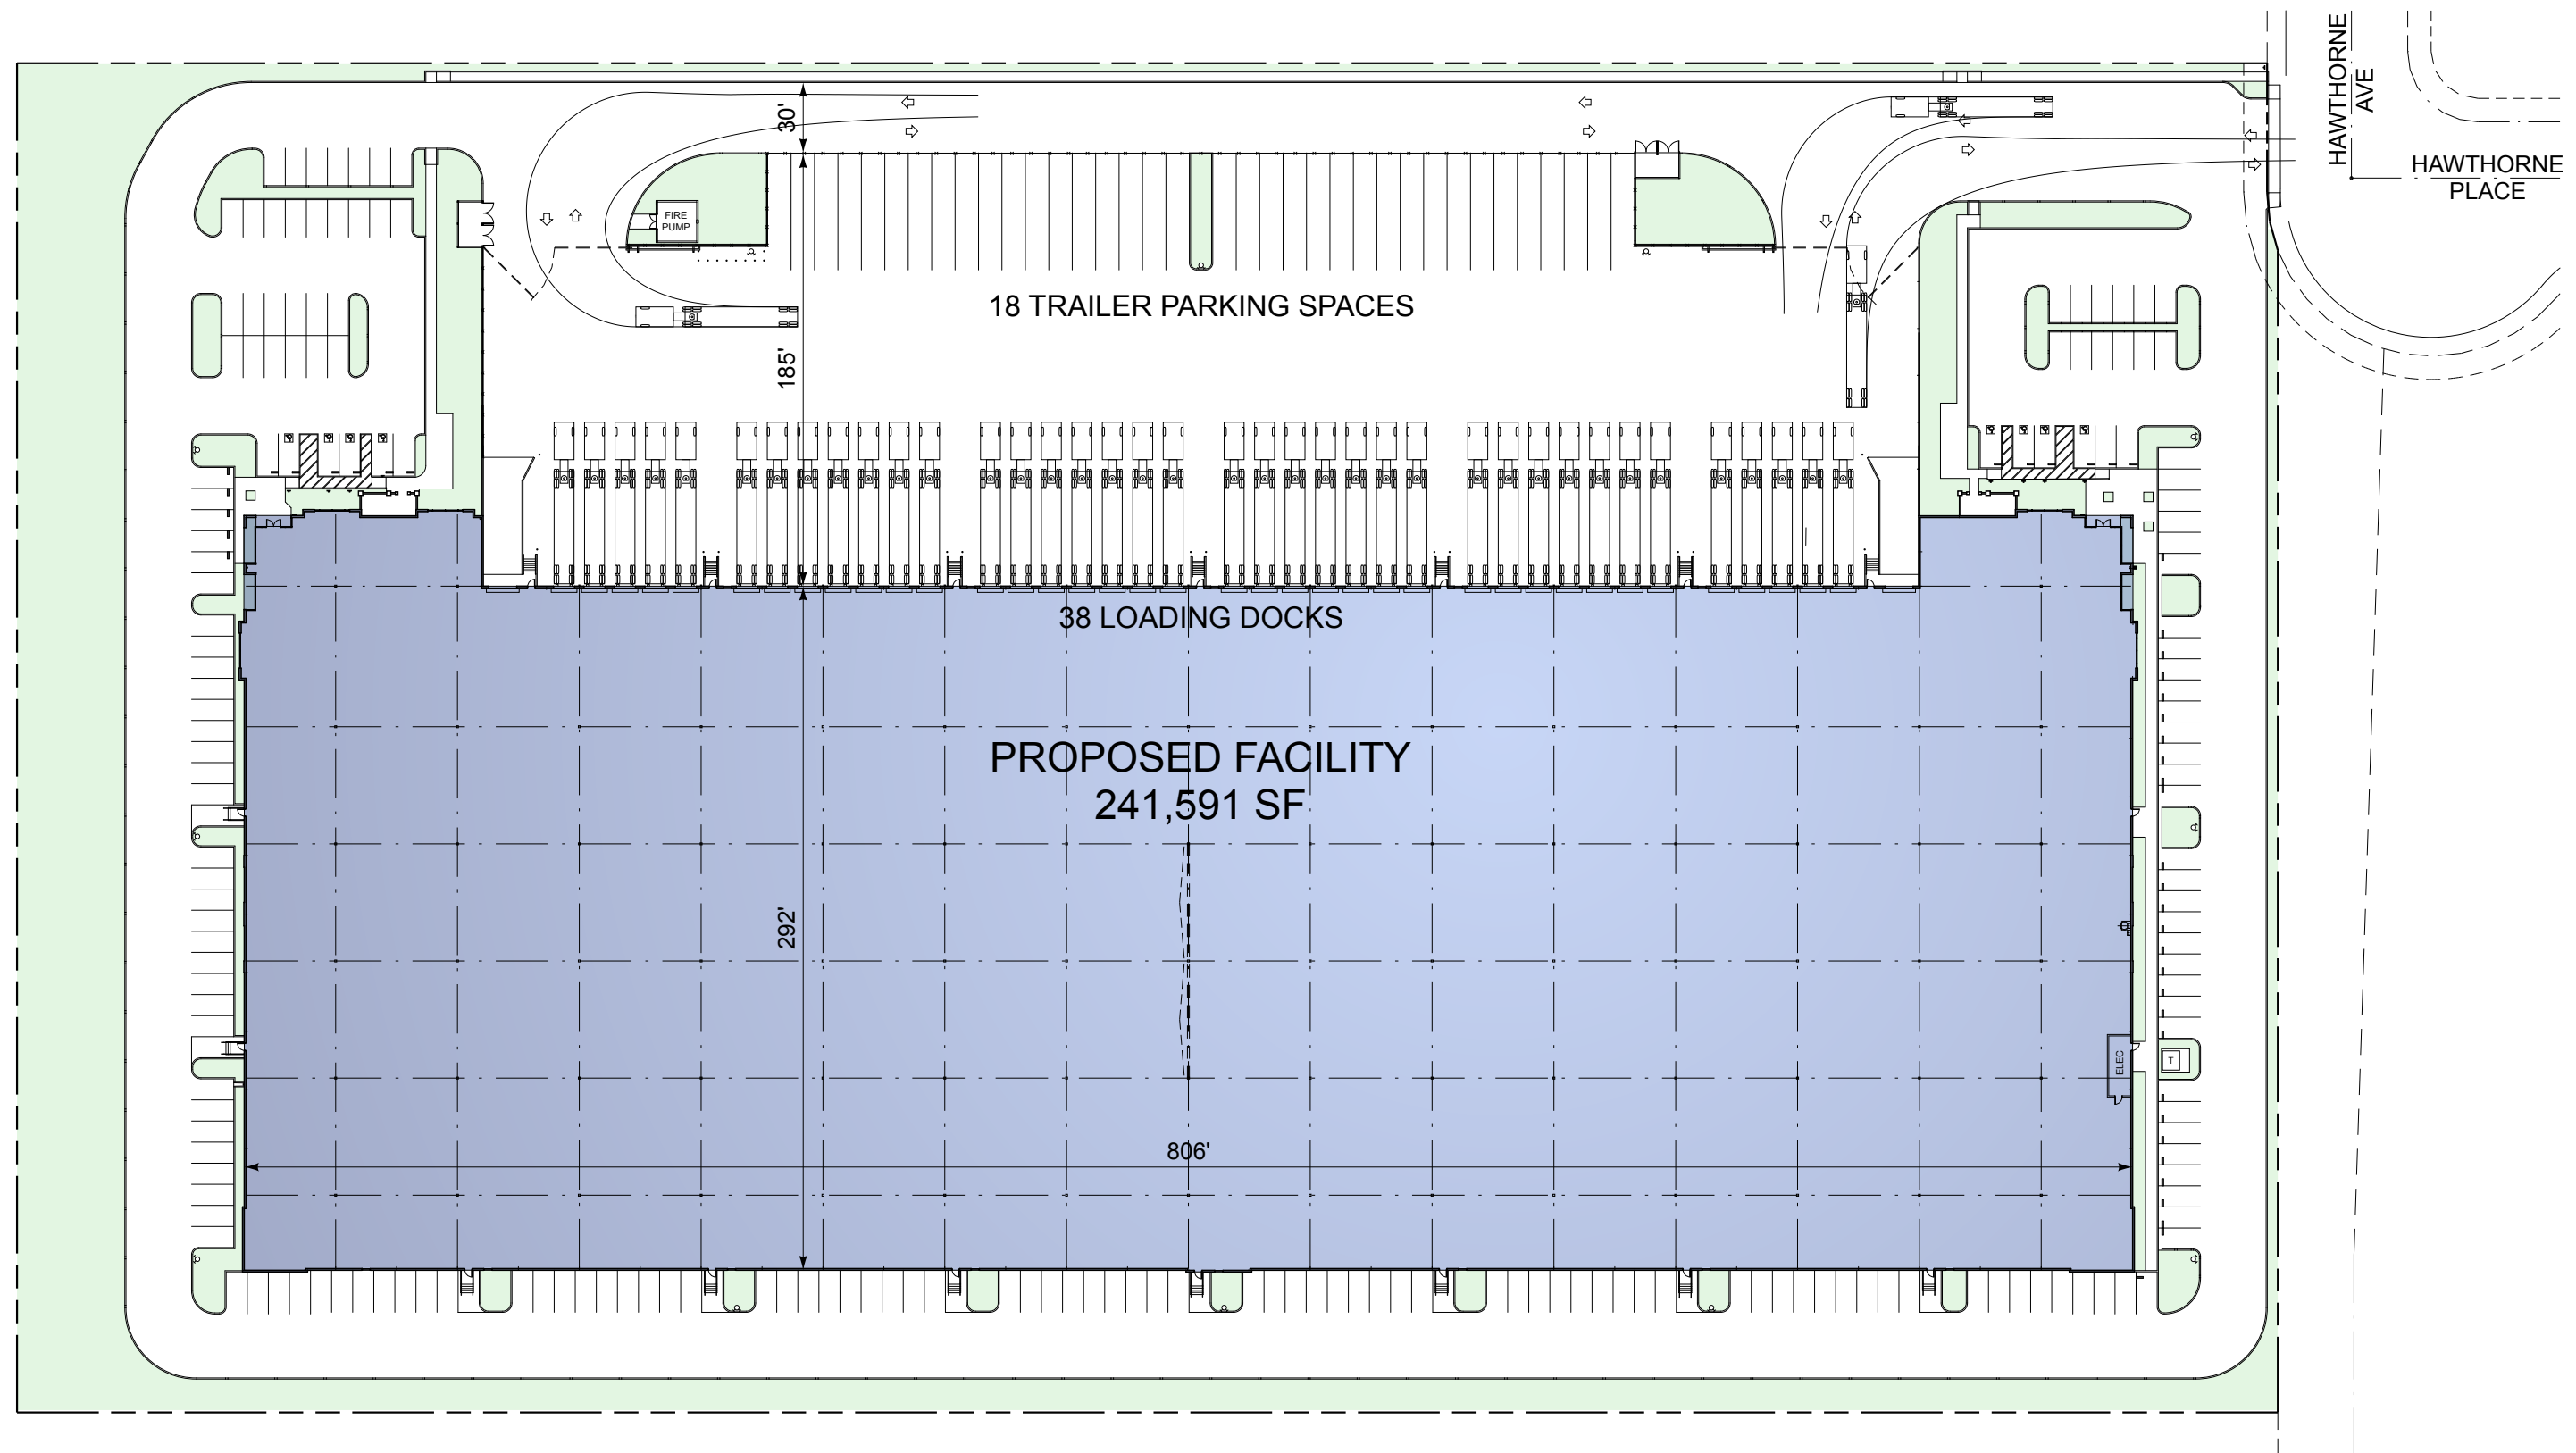 HAWTHORNE
AVE
HAWTHORNE
PLACE
30'
FIRE
PUMP
18 TRAILER PARKING SPACES
185'
38 LOADING DOCKS
PROPOSED FACILITY
241,591 SF
292'
ELEC
T
806'